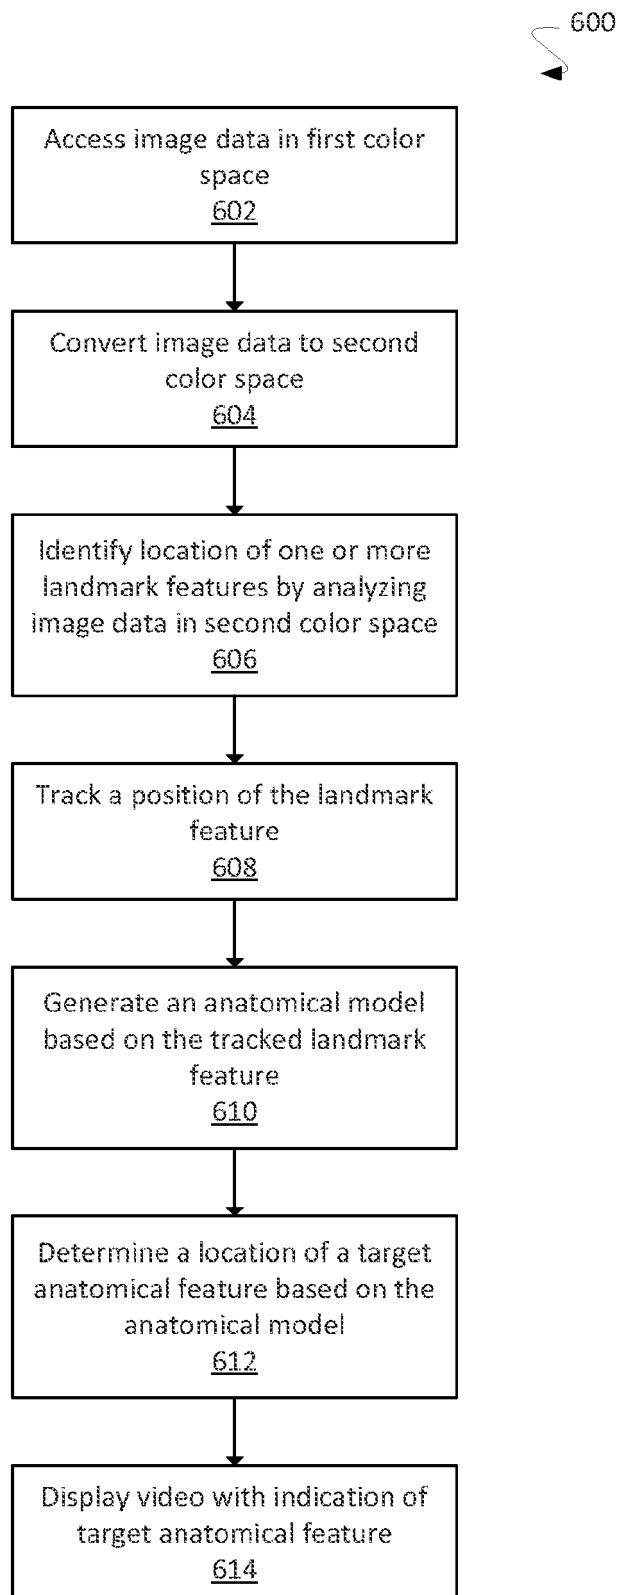 600
Access image data in first color
space
602
Convert image data to second
color space
604
Identify location of one or more
landmark features by analyzing
image data in second color space
606
Track a position of the landmark
feature
608
Generate an anatomical model
based on the tracked landmark
feature
610
Determine a location of a target
anatomical feature based on the
anatomical model
612
Display video with indication of
target anatomical feature
614